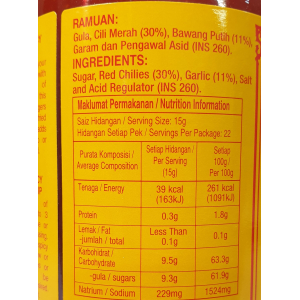 RAMUAN:
Gula, Cili Merah (30%), Bawang Putih (11%),
Garam dan Pengawal Asid (INS 260).
INGREDIENTS:
Sugar, Red Chilies (30%), Garlic (11%), Salt
and Acid Regulator (INS 260).
Maklumat Permakanan / Nutrition Information
Saiz Hidangan / Serving Size: 15g
Hidangan Setiap Pek / Servings Per Package: 22
Purata Komposisi / Average Composition
Setiap Hidangan / Per Serving (15g)
Setiap 100g / Per 100g
Tenaga / Energy 39 kcal (163kJ) 261 kcal (1091kJ)
Protein 0.3g 1.8g
Lemak / Fat -jumlah / total Less Than 0.1g 0.1g
Karbohidrat / Carbohydrate 9.5g 63.3g
-gula / sugars 9.3g 61.9g
Natrium / Sodium 229mg 1524mg